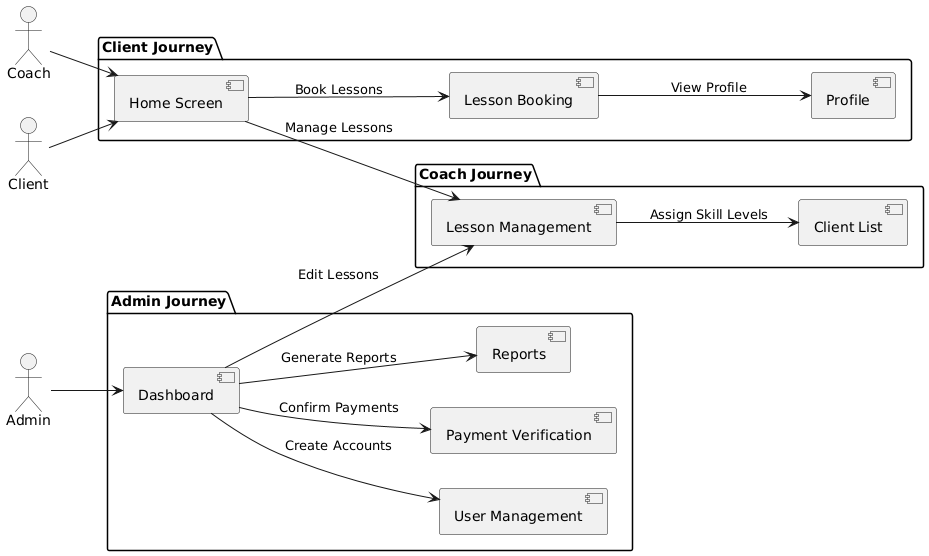 Client Journey
Coach
Home Screen
Book Lessons
Lesson Booking
View Profile
Profile
Client
Manage Lessons
Coach Journey
Lesson Management
Assign Skill Levels
Client List
Edit Lessons
Admin Journey
Admin
Dashboard
Generate Reports
Reports
Confirm Payments
Payment Verification
Create Accounts
User Management